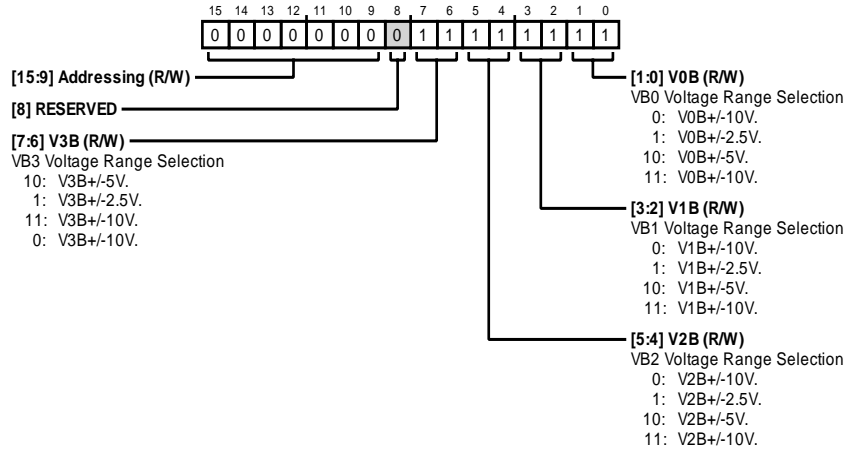 15 14 13 12 11 10 9 8 7 6 5 4 3 2 1 0
0 0 0 0 0 0 0 0 1 1 1 1 1 1 1 1
[15:9] Addressing (R/W)
[8] RESERVED
[7:6] V3B (R/W)
VB3 Voltage Range Selection
10: V3B+/-5V.
1: V3B+/-2.5V.
11: V3B+/-10V.
0: V3B+/-10V.
[1:0] V0B (R/W)
VB0 Voltage Range Selection
0: V0B+/-10V.
1: V0B+/-2.5V.
10: V0B+/-5V.
11: V0B+/-10V.
[3:2] V1B (R/W)
VB1 Voltage Range Selection
0: V1B+/-10V.
1: V1B+/-2.5V.
10: V1B+/-5V.
11: V1B+/-10V.
[5:4] V2B (R/W)
VB2 Voltage Range Selection
0: V2B+/-10V.
1: V2B+/-2.5V.
10: V2B+/-5V.
11: V2B+/-10V.